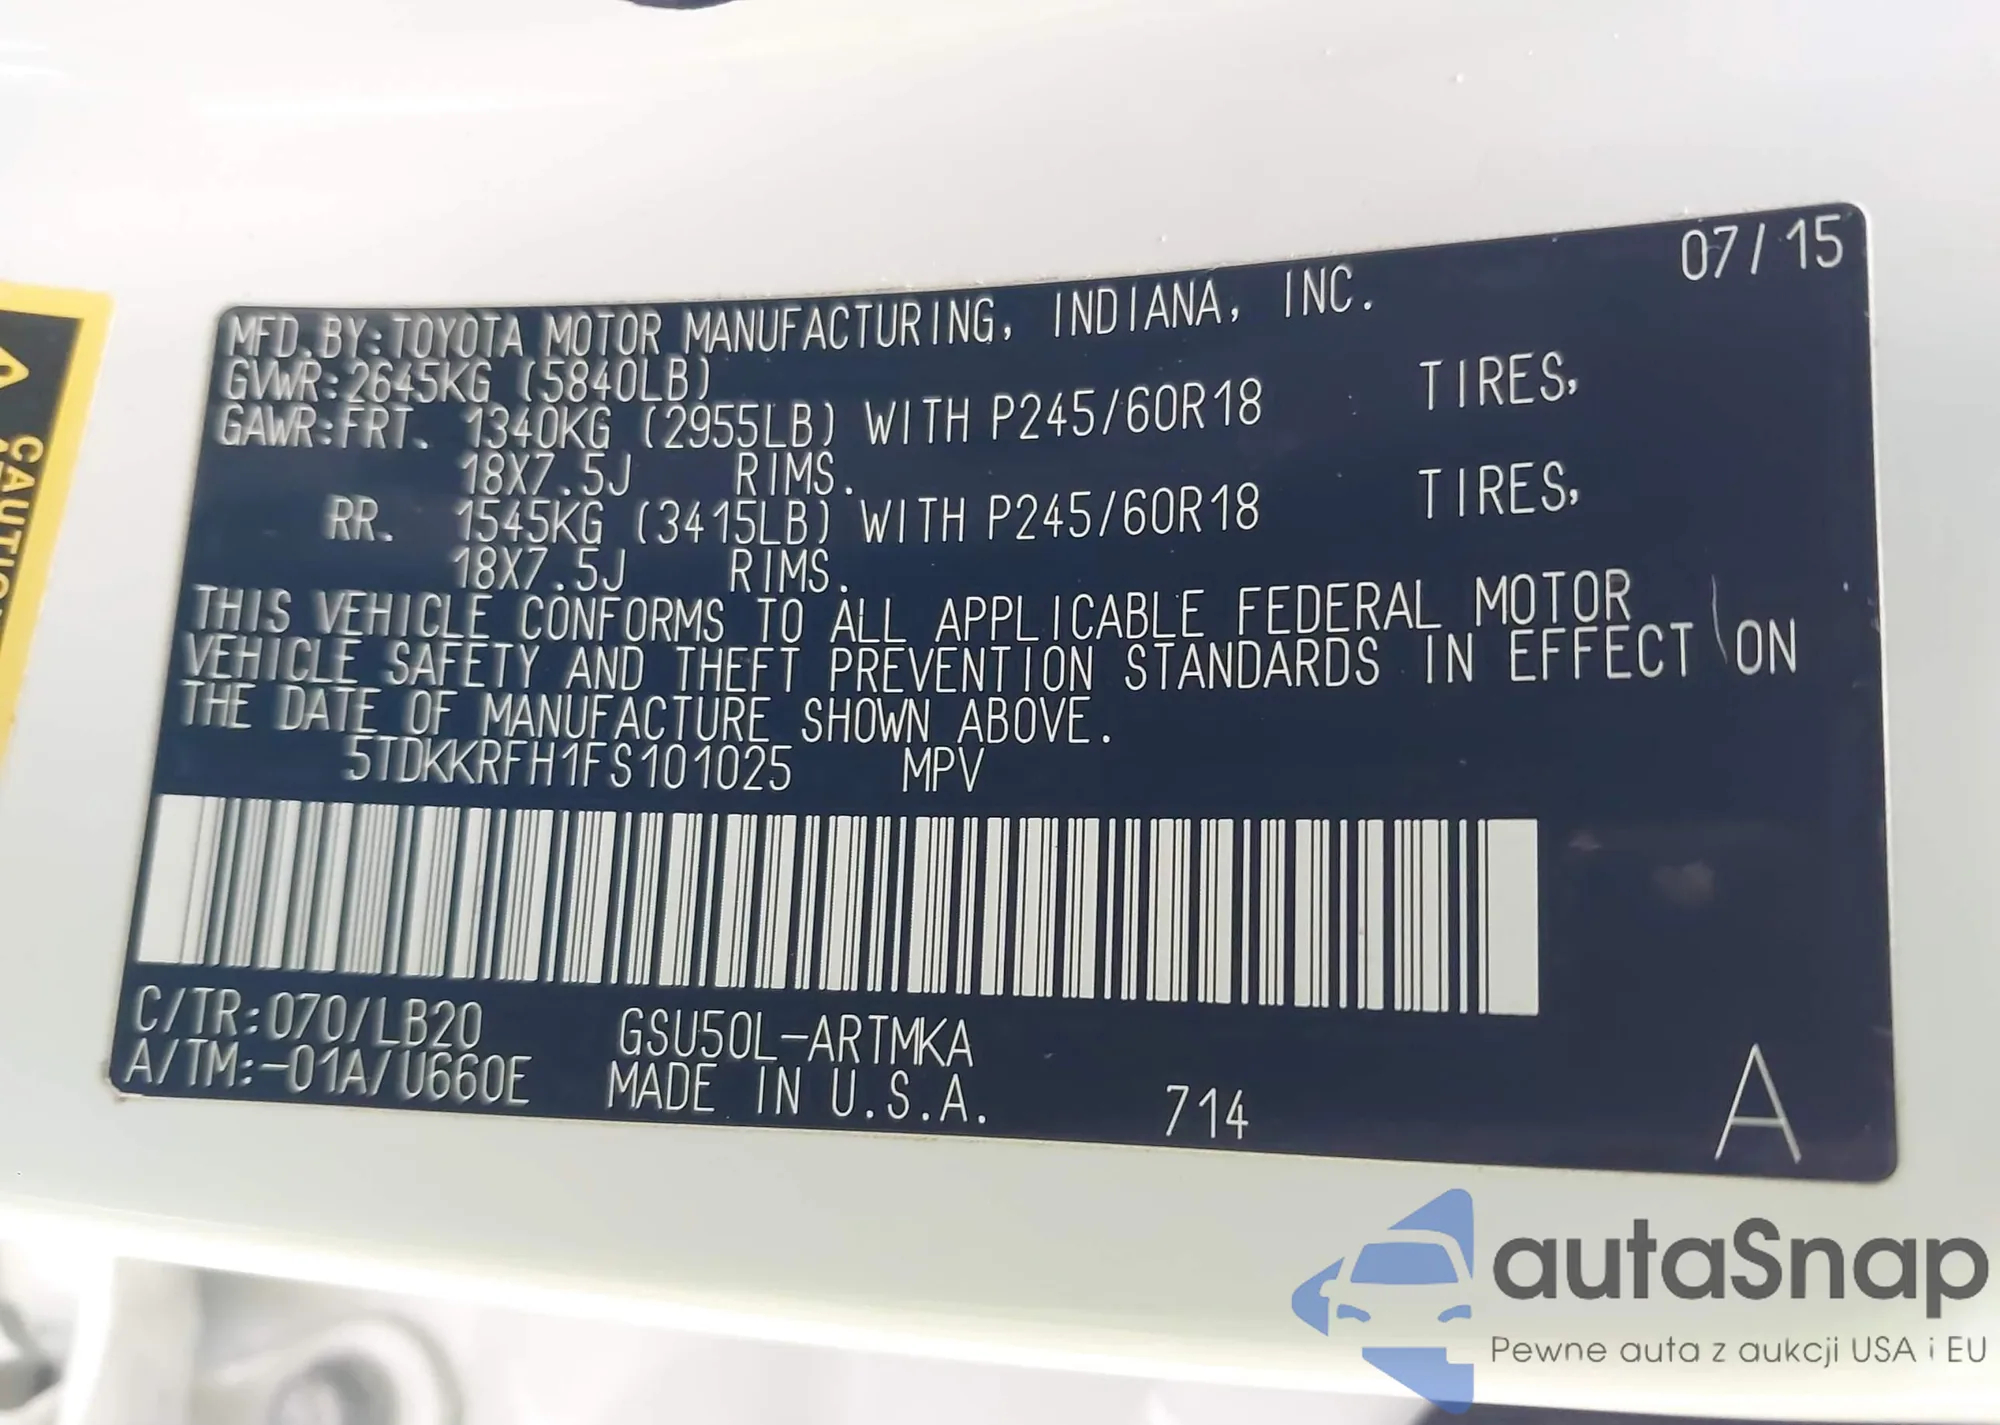 07/15
MFD.BY:TOYOTA MOTOR MANUFACTURING, INDIANA, INC.
GVWR:2645KG (5840LB)
GAWR:FRT. 1340KG (2955LB) WITH P245/60R18 TIRES,
18X7.5J RIMS.
RR. 1545KG (3415LB) WITH P245/60R18 TIRES,
18X7.5J RIMS.
THIS VEHICLE CONFORMS TO ALL APPLICABLE FEDERAL MOTOR
VEHICLE SAFETY AND THEFT PREVENTION STANDARDS IN EFFECT ON
THE DATE OF MANUFACTURE SHOWN ABOVE.
5TDKKRFH1FS101025 MPV
C/TR:070/LB20 GSU50L-ARTMKA
A/TM:-01A/U660E MADE IN U.S.A. 714 A
CAUTION
autaSnap
Pewne auta z aukcji USA i EU